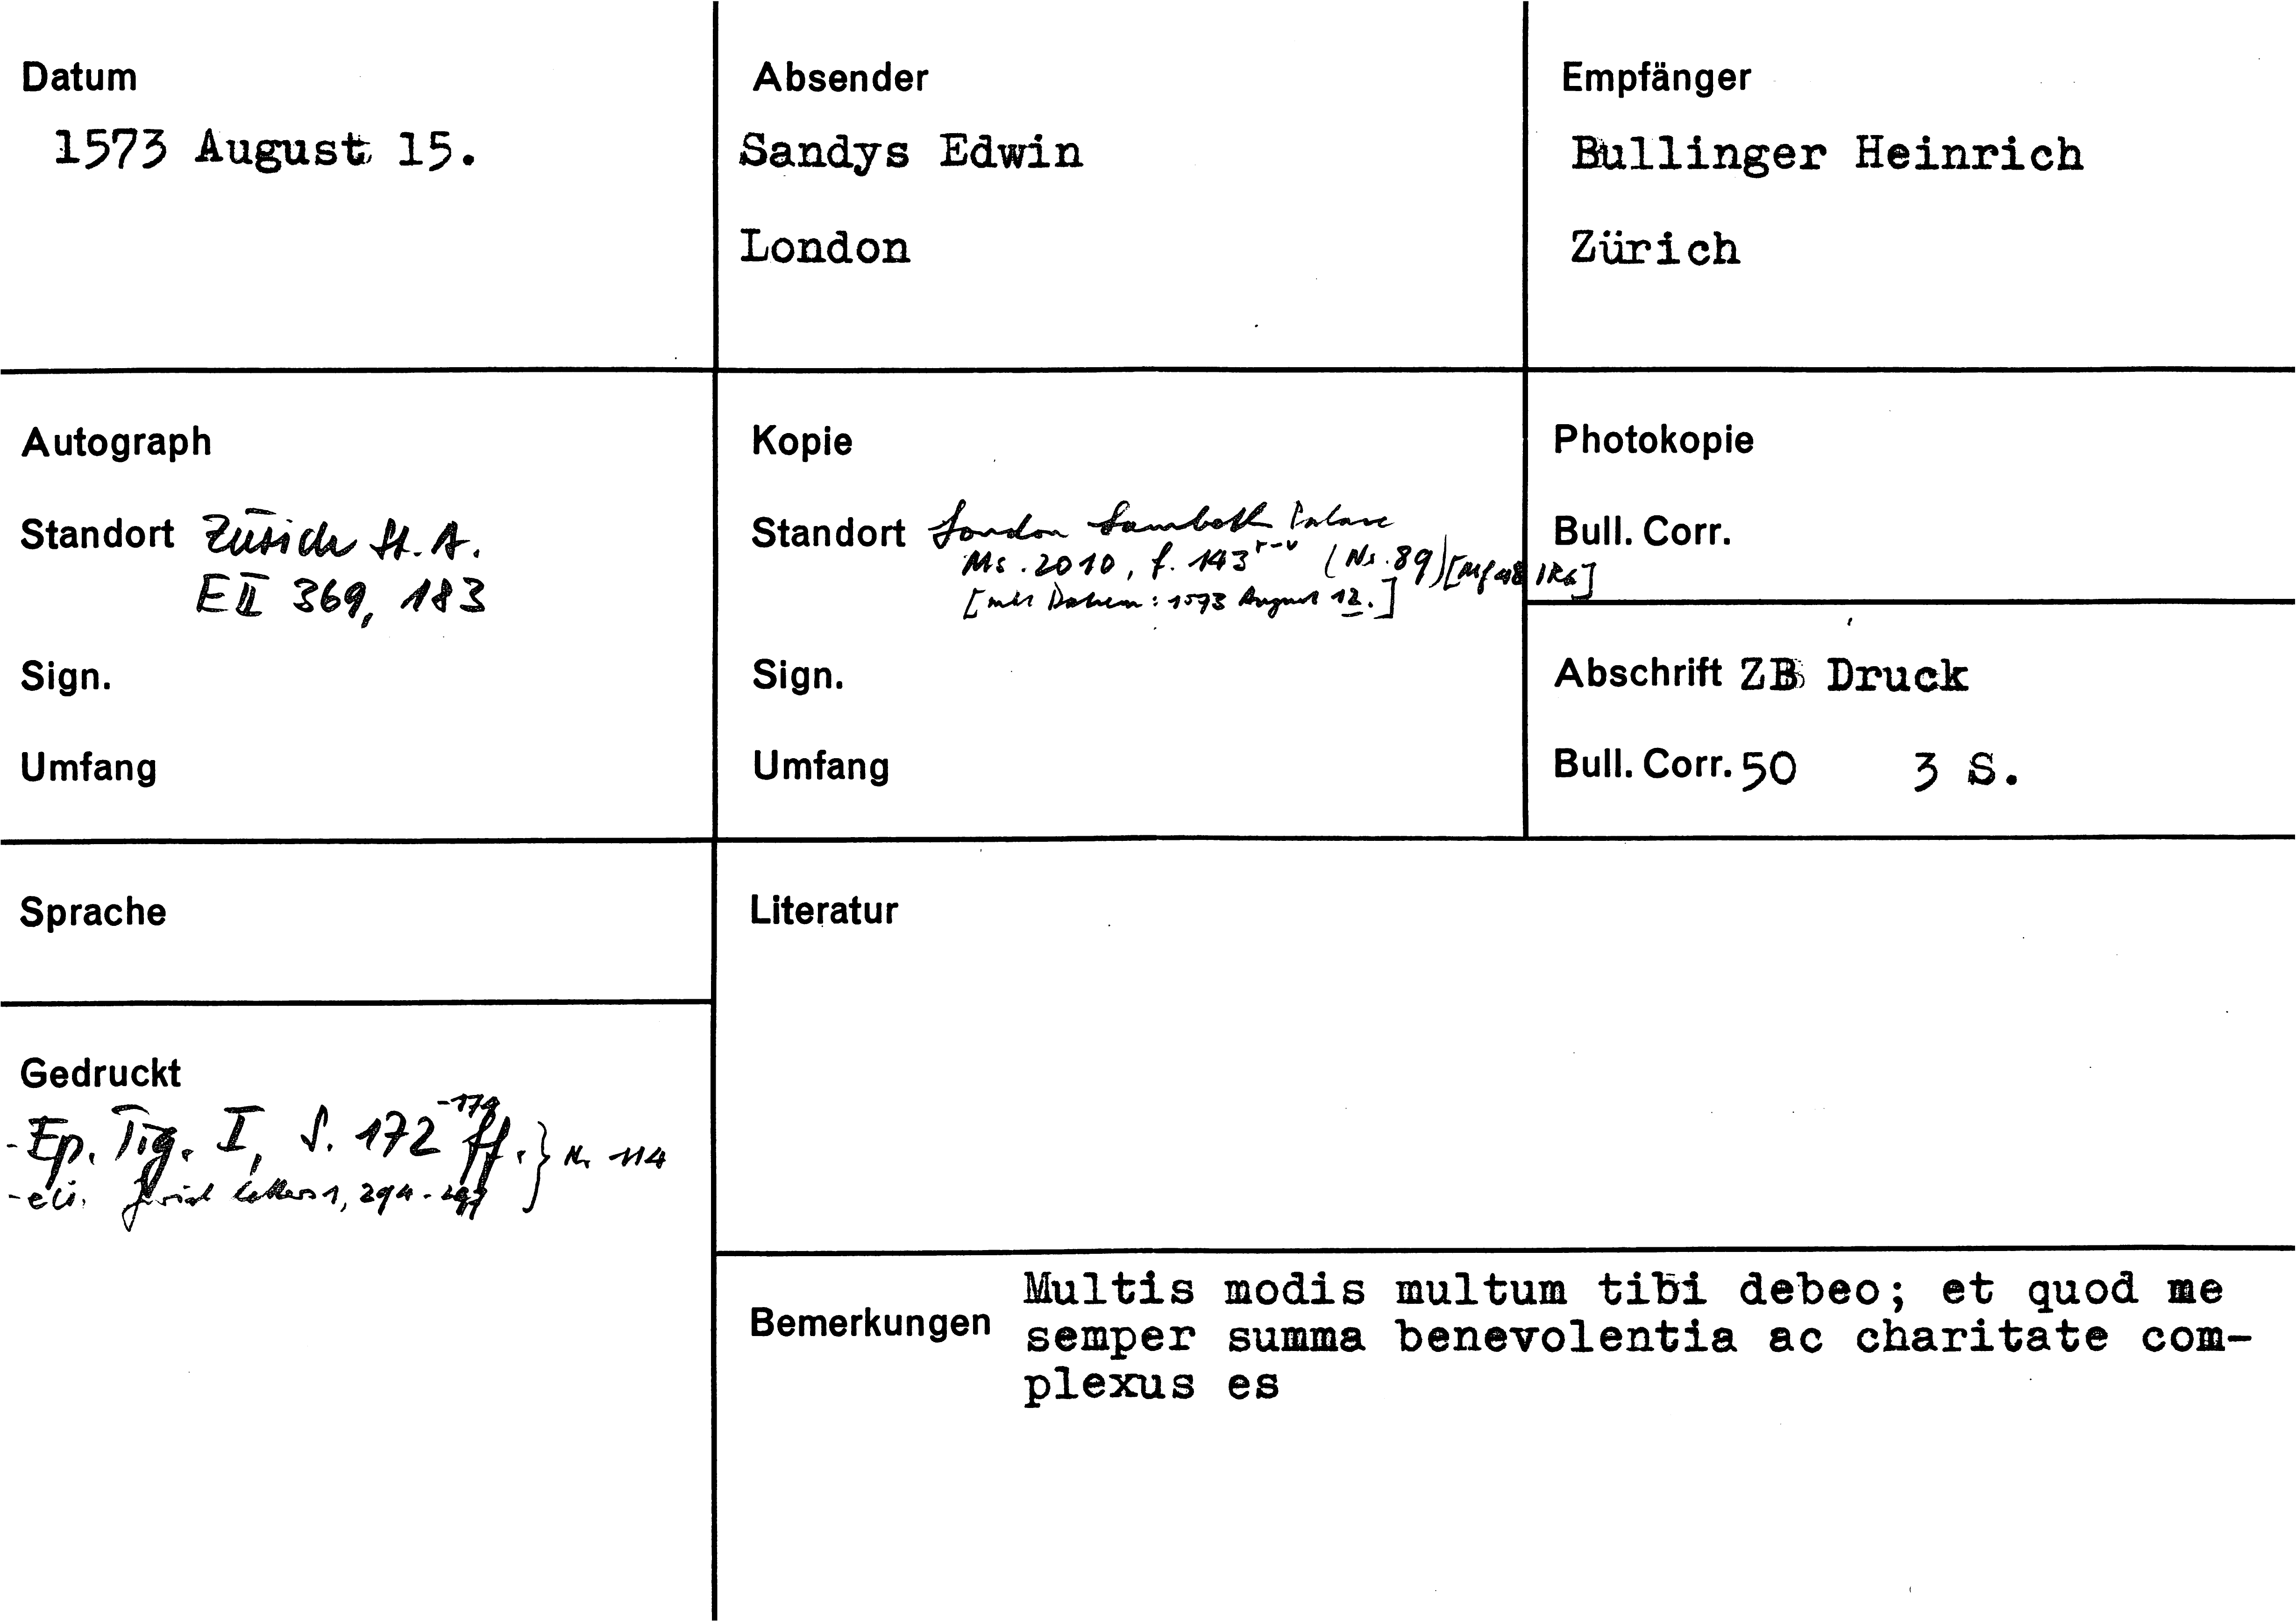 Datum
1573 August 15.
Absender
Sandys Edwin
London
Empfänger
Bullinger Heinrich
Zürich
Autograph
Standort Zürich St. A.
E II 369, 183
Sign.
Umfang
Kopie
Standort London Lambeth Palace
Ms. 2010, f. 143 r-v (Nr. 89) [Mf 48 IRG]
[mit Datum: 1573 August 12.]
Sign.
Umfang
Photokopie
Bull. Corr.
Abschrift ZB Druck
Bull. Corr. 50 3 S.
Sprache
Gedruckt
- Ep. Tig. I, S. 172 -174 ff. } Nr. 114
- Zürich Letters 1, 294-297
Literatur
Bemerkungen Multis modis multum tibi debeo; et quod me
semper summa benevolentia ac charitate com-
plexus es